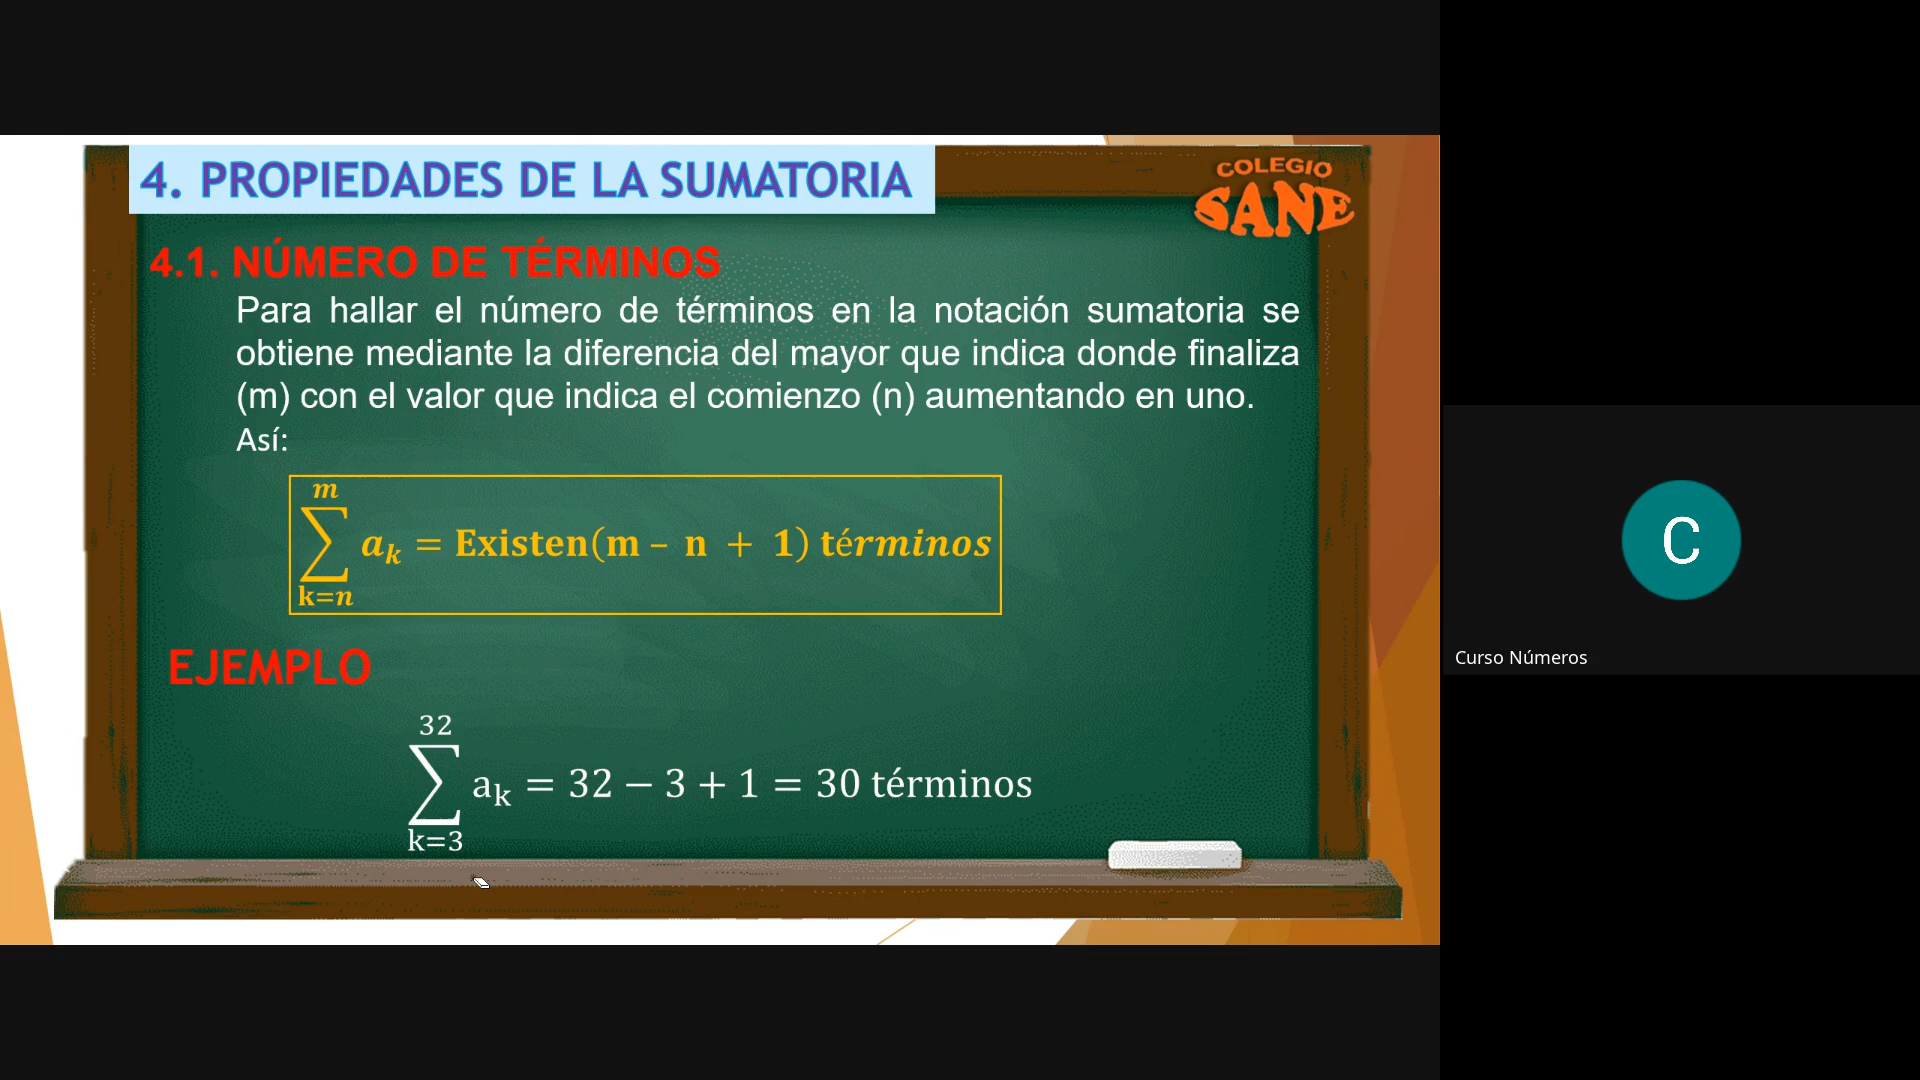 4. PROPIEDADES DE LA SUMATORIA
COLEGIO
SANE
4.1. NÚMERO DE TÉRMINOS
Para hallar el número de términos en la notación sumatoria se
obtiene mediante la diferencia del mayor que indica donde finaliza
(m) con el valor que indica el comienzo (n) aumentando en uno.
Así:
m
∑ aₖ = Existen(m – n + 1) términos
k=n
EJEMPLO
32
∑ aₖ = 32 − 3 + 1 = 30 términos
k=3
C
Curso Números